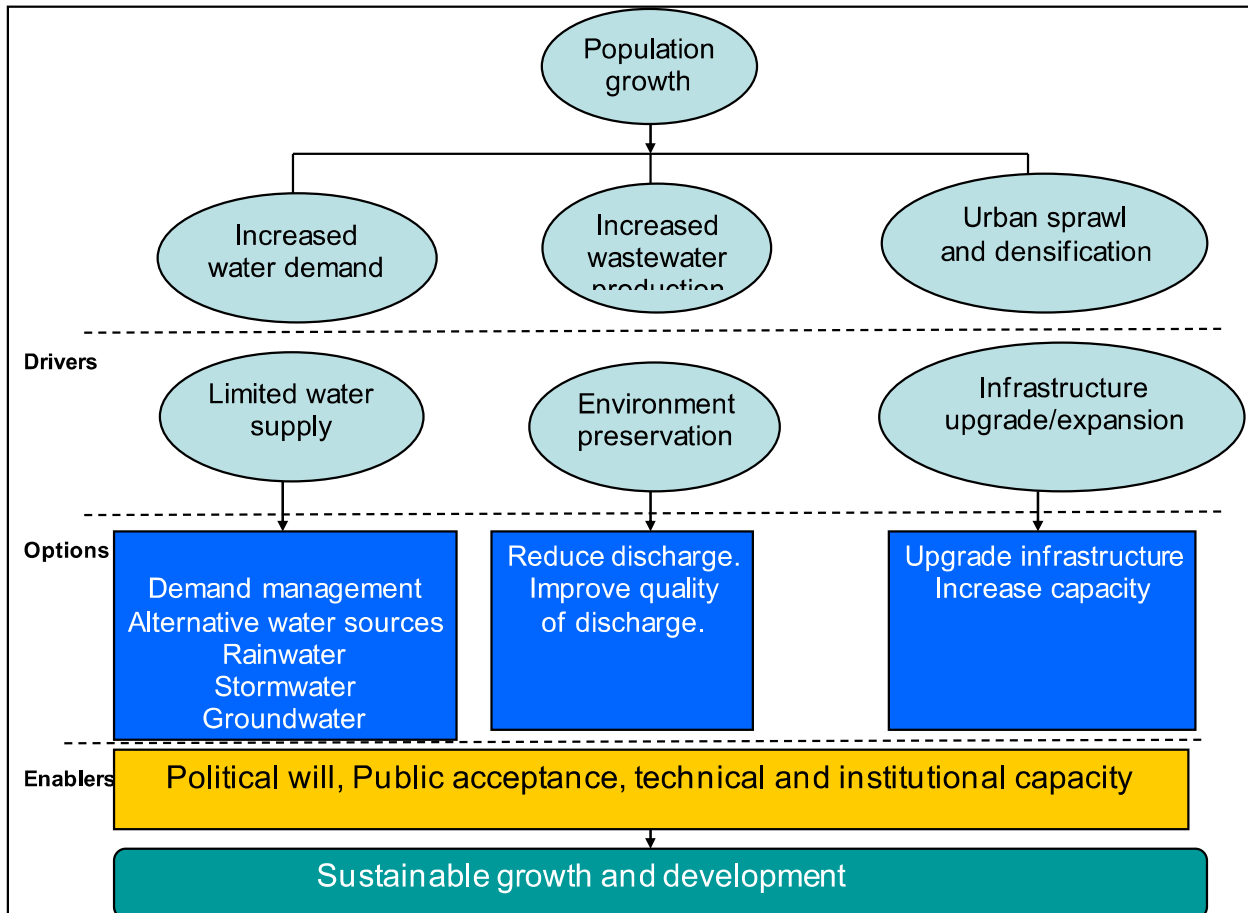 Population
growth
Increased
water demand
Increased
wastewater
production
Urban sprawl
and densification
Drivers
Limited water
supply
Environment
preservation
Infrastructure
upgrade/expansion
Options
Demand management
Alternative water sources
Rainwater
Stormwater
Groundwater
Reduce discharge.
Improve quality
of discharge.
Upgrade infrastructure
Increase capacity
Enablers
Political will, Public acceptance, technical and institutional capacity
Sustainable growth and development